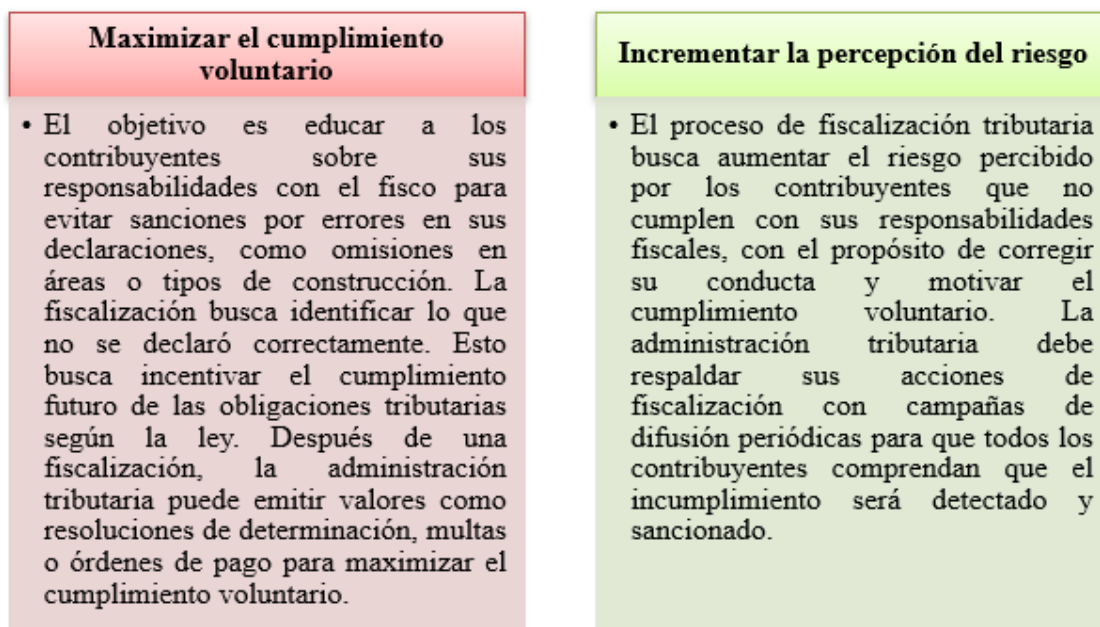 Maximizar el cumplimiento
voluntario
• El objetivo es educar a los
contribuyentes sobre sus
responsabilidades con el fisco para
evitar sanciones por errores en sus
declaraciones, como omisiones en
áreas o tipos de construcción. La
fiscalización busca identificar lo que
no se declaró correctamente. Esto
busca incentivar el cumplimiento
futuro de las obligaciones tributarias
según la ley. Después de una
fiscalización, la administración
tributaria puede emitir valores como
resoluciones de determinación, multas
o órdenes de pago para maximizar el
cumplimiento voluntario.
Incrementar la percepción del riesgo
• El proceso de fiscalización tributaria
busca aumentar el riesgo percibido
por los contribuyentes que no
cumplen con sus responsabilidades
fiscales, con el propósito de corregir
su conducta y motivar el
cumplimiento voluntario. La
administración tributaria debe
respaldar sus acciones de
fiscalización con campañas de
difusión periódicas para que todos los
contribuyentes comprendan que el
incumplimiento será detectado y
sancionado.